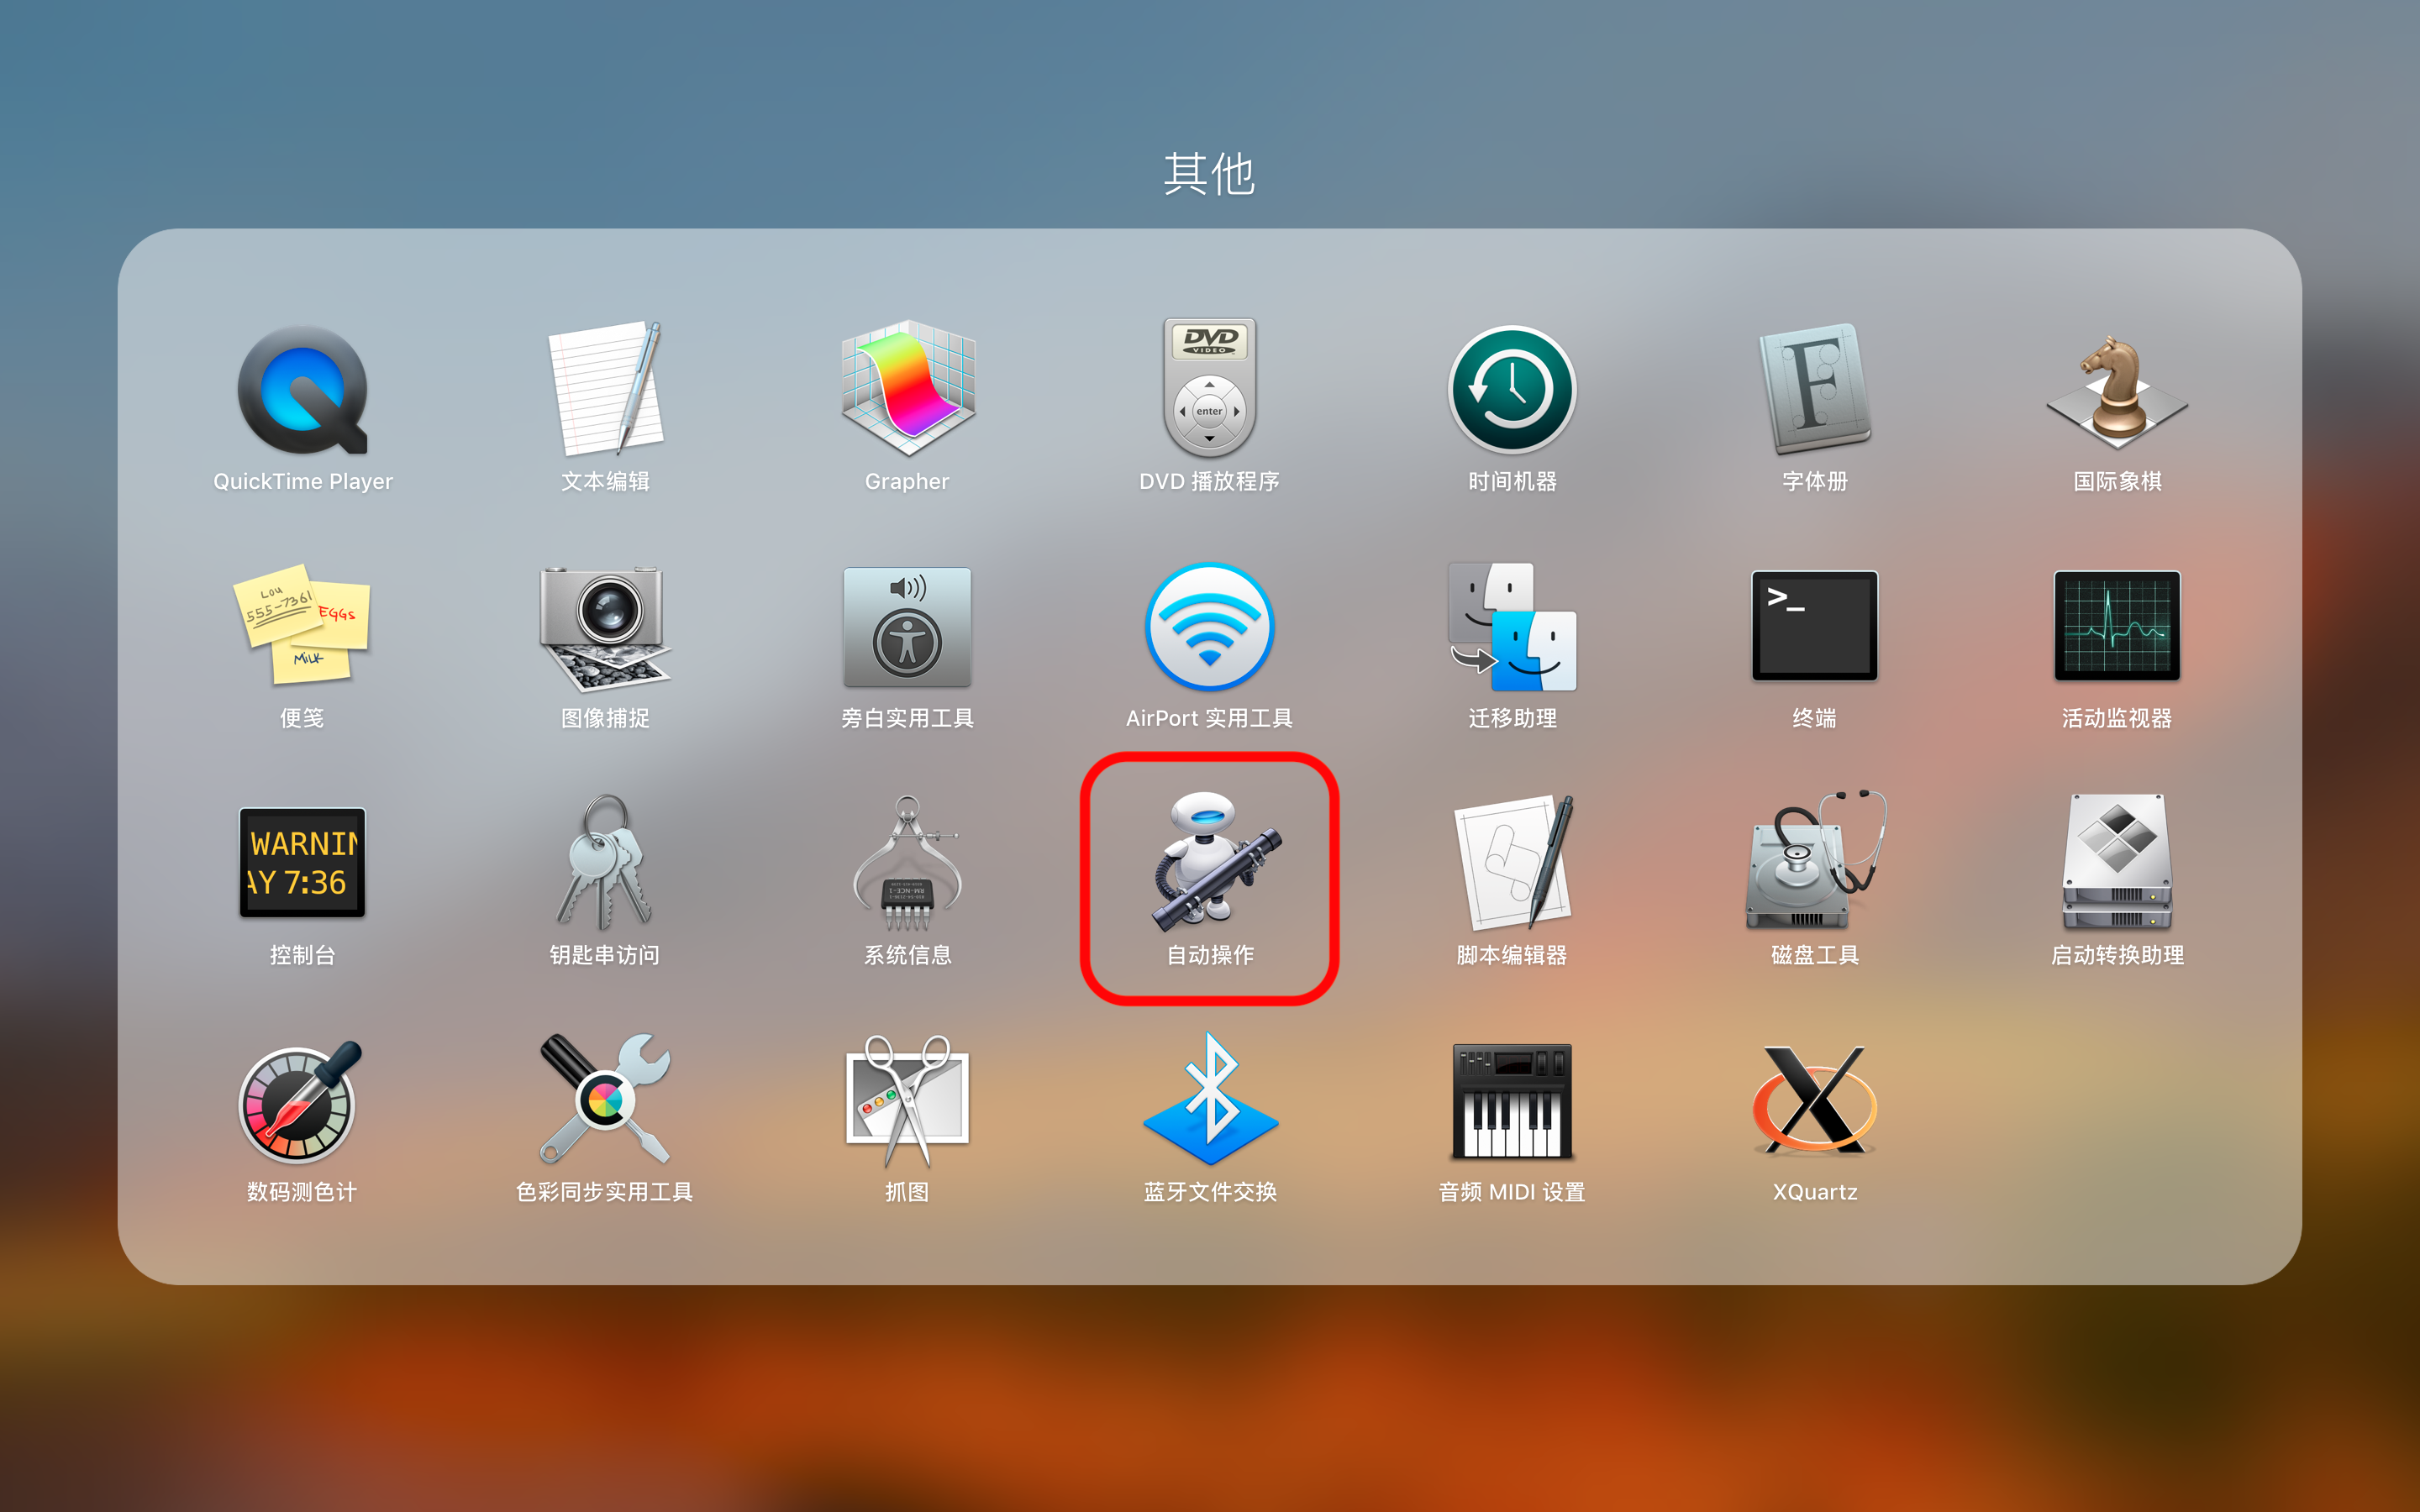 其他
DVD
VIDEO
enter
F
QuickTime Player
文本编辑
Grapher
DVD 播放程序
时间机器
字体册
国际象棋
Lou
555-7361
EGGs
MiLK
>_
便笺
图像捕捉
旁白实用工具
AirPort 实用工具
迁移助理
终端
活动监视器
WARNIN
AY 7:36
控制台
钥匙串访问
系统信息
自动操作
脚本编辑器
磁盘工具
启动转换助理
数码测色计
色彩同步实用工具
抓图
蓝牙文件交换
音频 MIDI 设置
XQuartz